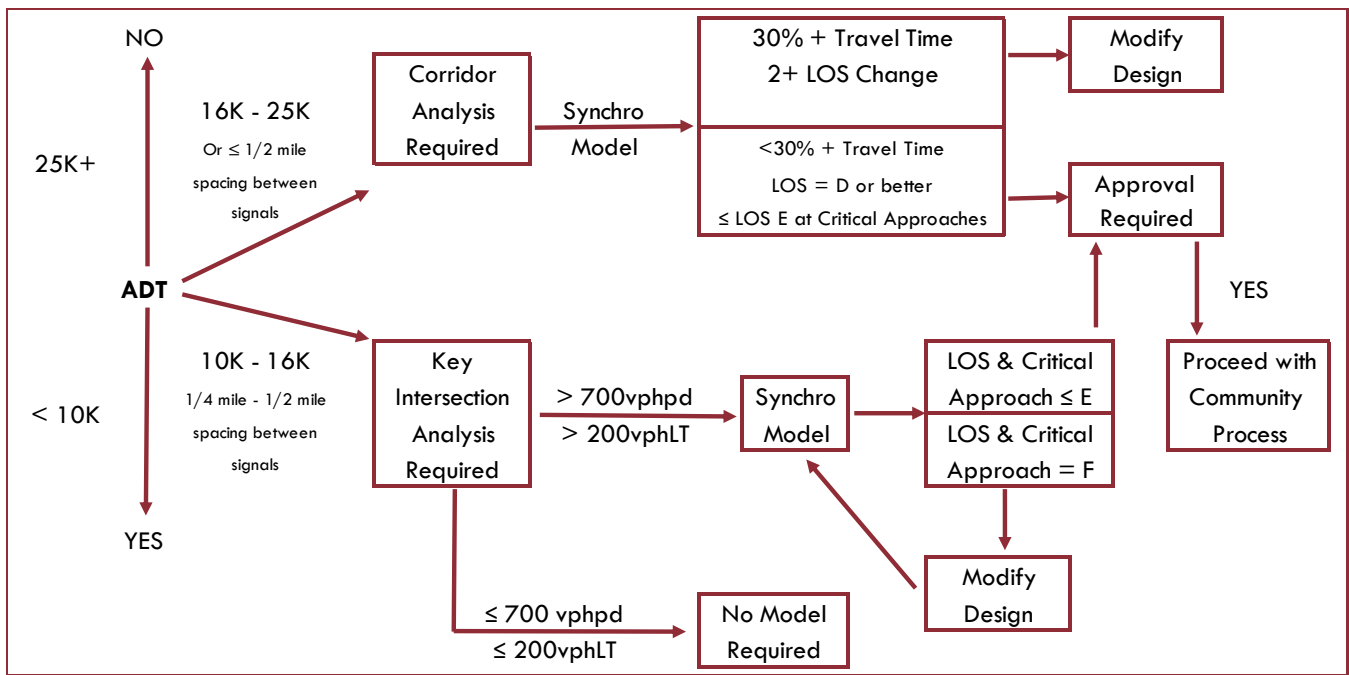 NO
25K+
ADT
< 10K
YES
16K - 25K
Or ≤ 1/2 mile
spacing between
signals
Corridor
Analysis
Required
Synchro
Model
30% + Travel Time
2+ LOS Change
<30% + Travel Time
LOS = D or better
≤ LOS E at Critical Approaches
Modify
Design
Approval
Required
YES
Proceed with
Community
Process
10K - 16K
1/4 mile - 1/2 mile
spacing between
signals
Key
Intersection
Analysis
Required
> 700vphpd
> 200vphLT
Synchro
Model
LOS & Critical
Approach ≤ E
LOS & Critical
Approach = F
Modify
Design
≤ 700 vphpd
≤ 200vphLT
No Model
Required